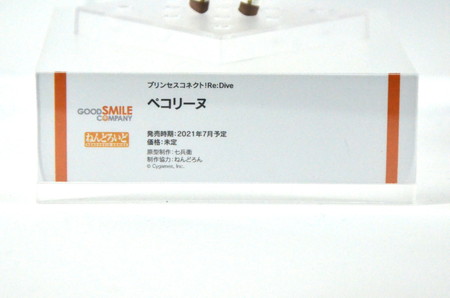 プリンセスコネクト!Re:Dive
ペコリーヌ
GOOD SMILE
COMPANY
ねんどろいど
発売時期:2021年7月予定
価格:未定
原型制作:七兵衛
制作協力:ねんどろん
© Cygames, Inc.